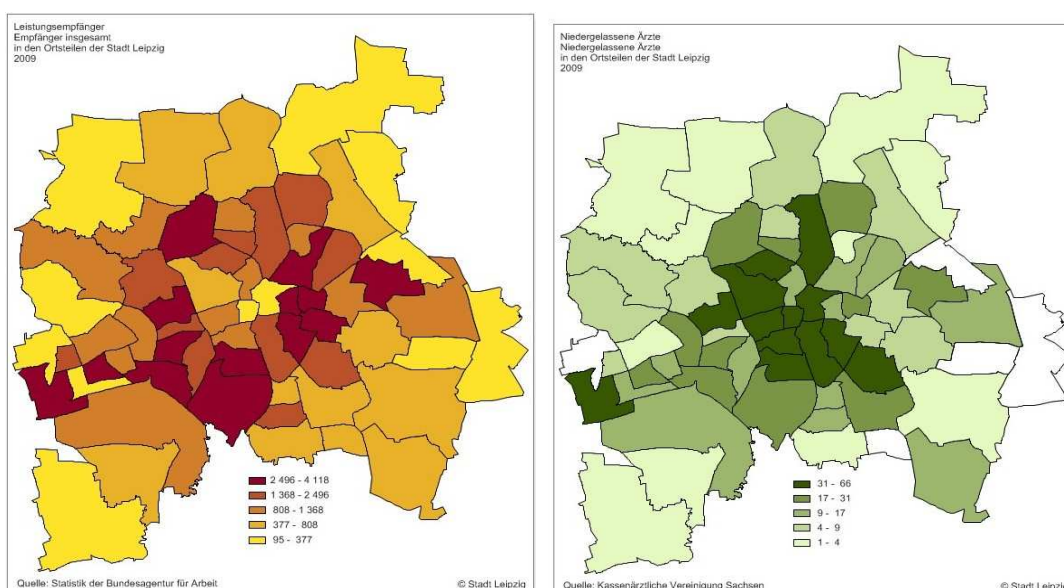 Leistungsempfänger
Empfänger insgesamt
in den Ortsteilen der Stadt Leipzig
2009
2 496 - 4 118
1 368 - 2 496
808 - 1 368
377 - 808
95 - 377
Quelle: Statistik der Bundesagentur für Arbeit
© Stadt Leipzig
Niedergelassene Ärzte
Niedergelassene Ärzte
in den Ortsteilen der Stadt Leipzig
2009
31 - 66
17 - 31
9 - 17
4 - 9
1 - 4
Quelle: Kassenärztliche Vereinigung Sachsen
© Stadt Leipzig